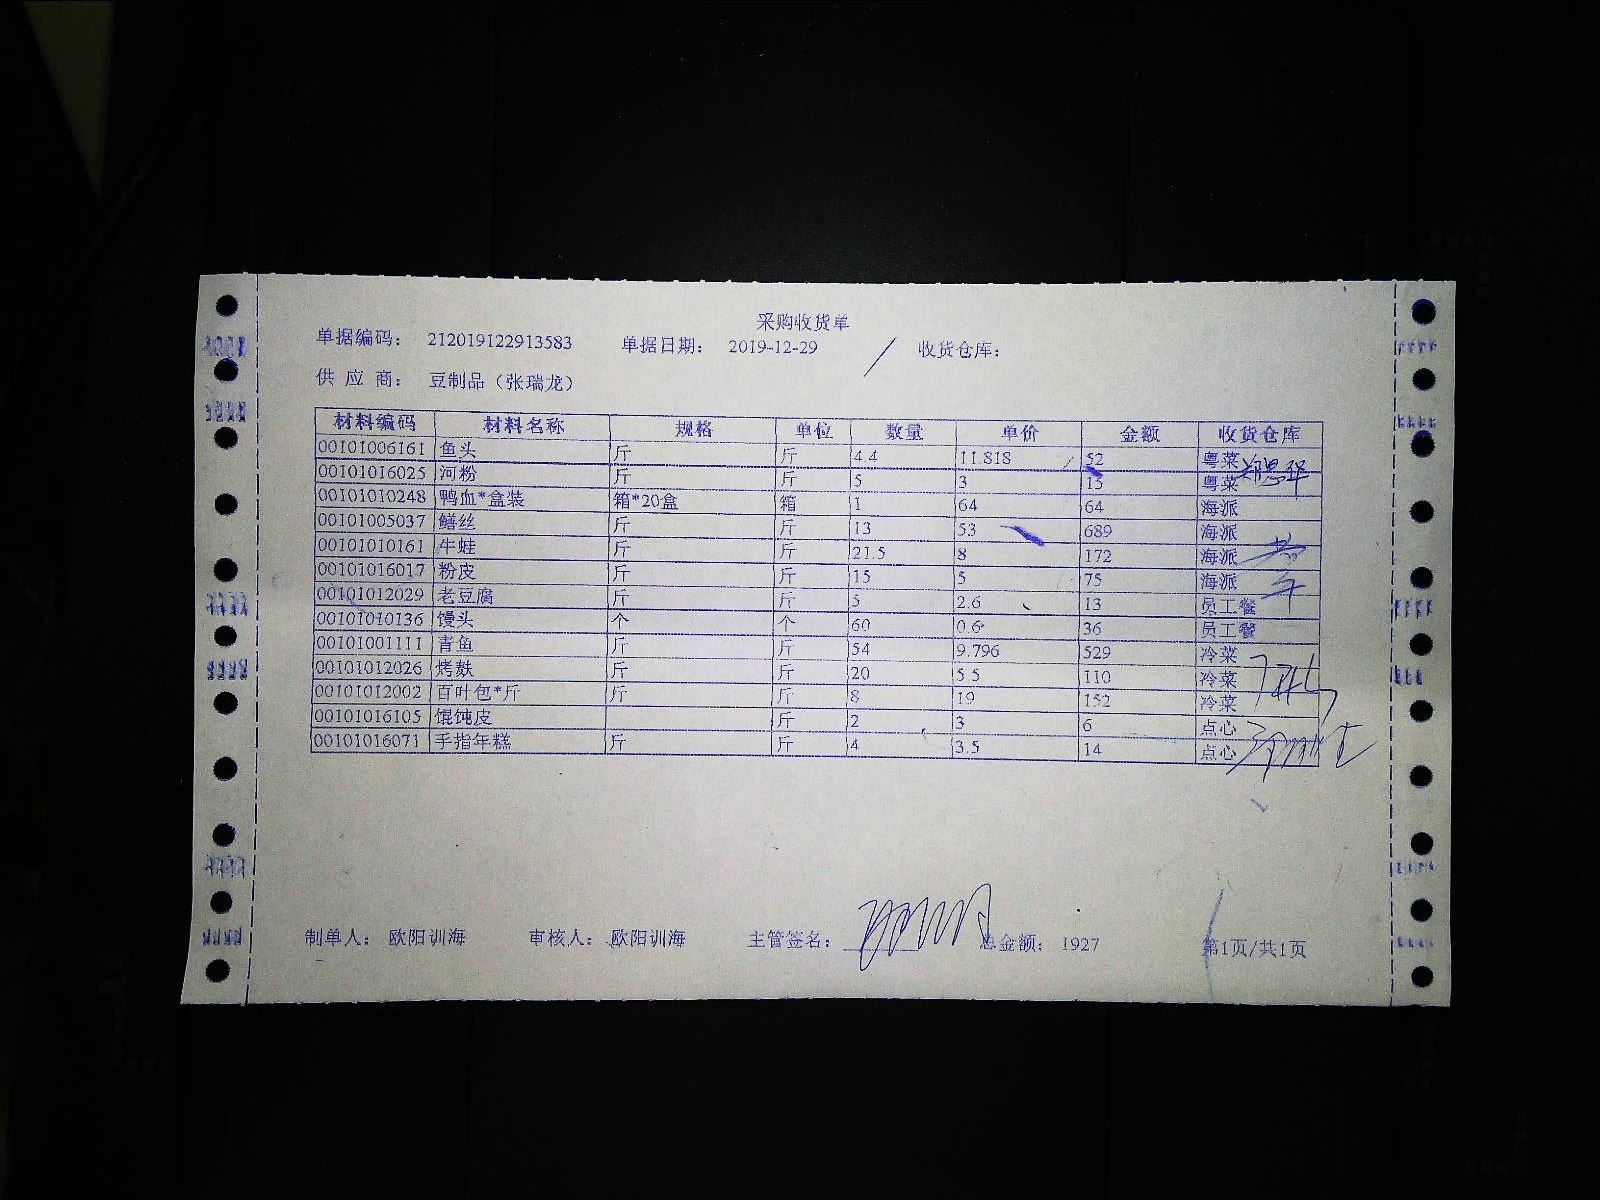 采购收货单
单据编码： 212019122913583 单据日期： 2019-12-29 收货仓库：
供 应 商： 豆制品（张瑞龙）
材料编码 材料名称 规格 单位 数量 单价 金额 收货仓库
00101006161 鱼头 斤 斤 4.4 11.818 52 粤菜
00101016025 河粉 斤 斤 5 3 15 粤菜
00101010248 鸭血*盒装 箱*20盒 箱 1 64 64 海派
00101005037 鳝丝 斤 斤 13 53 689 海派
00101010161 牛蛙 斤 斤 21.5 8 172 海派
00101016017 粉皮 斤 斤 15 5 75 海派
00101012029 老豆腐 斤 斤 5 2.6 13 员工餐
00101010136 馒头 个 个 60 0.6 36 员工餐
00101001111 青鱼 斤 斤 54 9.796 529 冷菜
00101012026 烤麸 斤 斤 20 5.5 110 冷菜
00101012002 百叶包*斤 斤 斤 8 19 152 冷菜
00101016105 馄饨皮 斤 2 3 6 点心
00101016071 手指年糕 斤 斤 4 3.5 14 点心
制单人： 欧阳训海 审核人： 欧阳训海 主管签名： 总金额： 1927 第1页/共1页